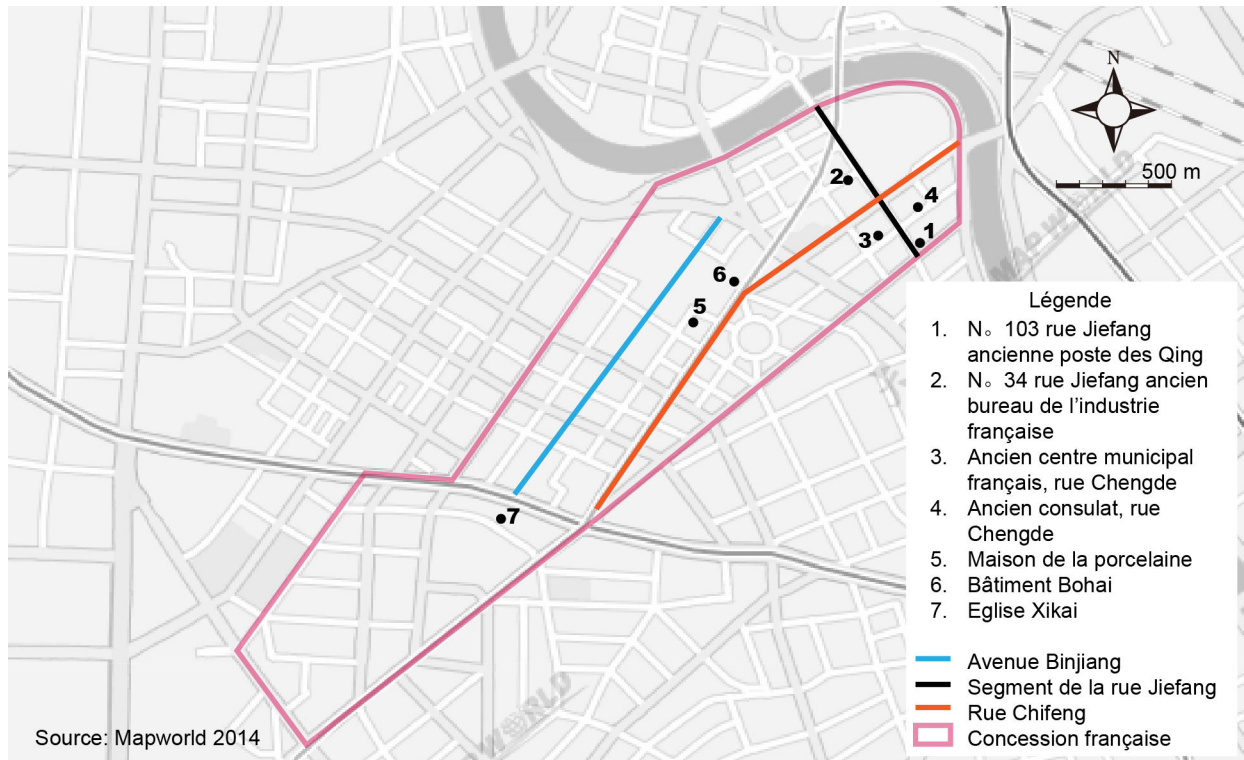 N
500 m
2
4
3
1
6
5
7
MAPWORLD
Légende
1. N。103 rue Jiefang
ancienne poste des Qing
2. N。34 rue Jiefang ancien
bureau de l'industrie
française
3. Ancien centre municipal
français, rue Chengde
4. Ancien consulat, rue
Chengde
5. Maison de la porcelaine
6. Bâtiment Bohai
7. Eglise Xikai
Avenue Binjiang
Segment de la rue Jiefang
Rue Chifeng
Concession française
Source: Mapworld 2014